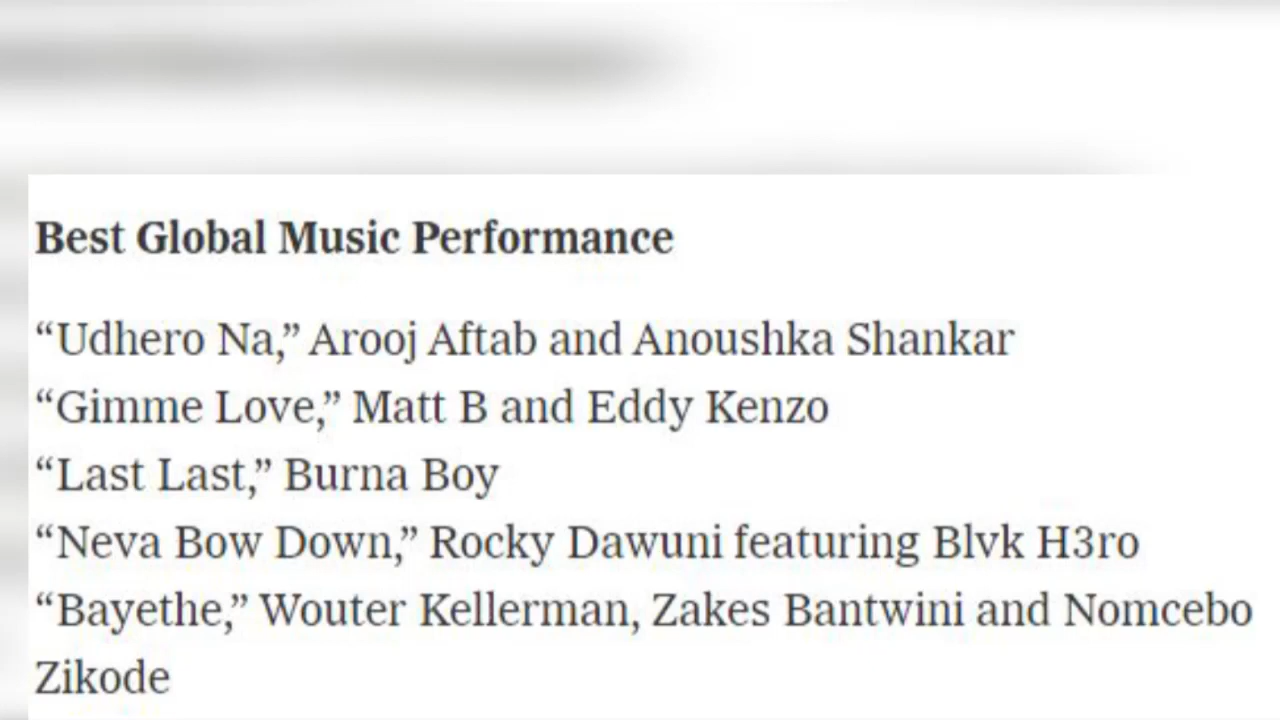 Best Global Music Performance
“Udhero Na,” Arooj Aftab and Anoushka Shankar
“Gimme Love,” Matt B and Eddy Kenzo
“Last Last,” Burna Boy
“Neva Bow Down,” Rocky Dawuni featuring Blvk H3ro
“Bayethe,” Wouter Kellerman, Zakes Bantwini and Nomcebo
Zikode